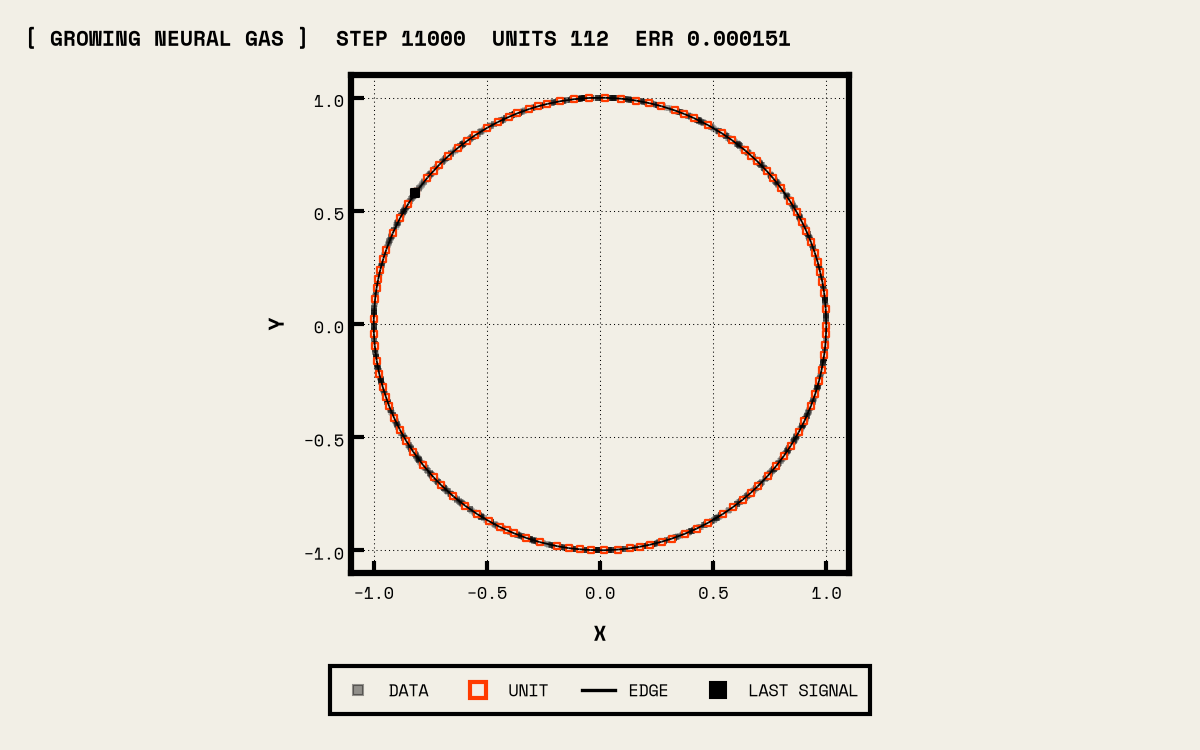 [ GROWING NEURAL GAS ]  STEP 11000  UNITS 112  ERR 0.000151
1.0
0.5
Y
0.0
−0.5
−1.0
−1.0 −0.5 0.0 0.5 1.0
X
DATA UNIT EDGE LAST SIGNAL